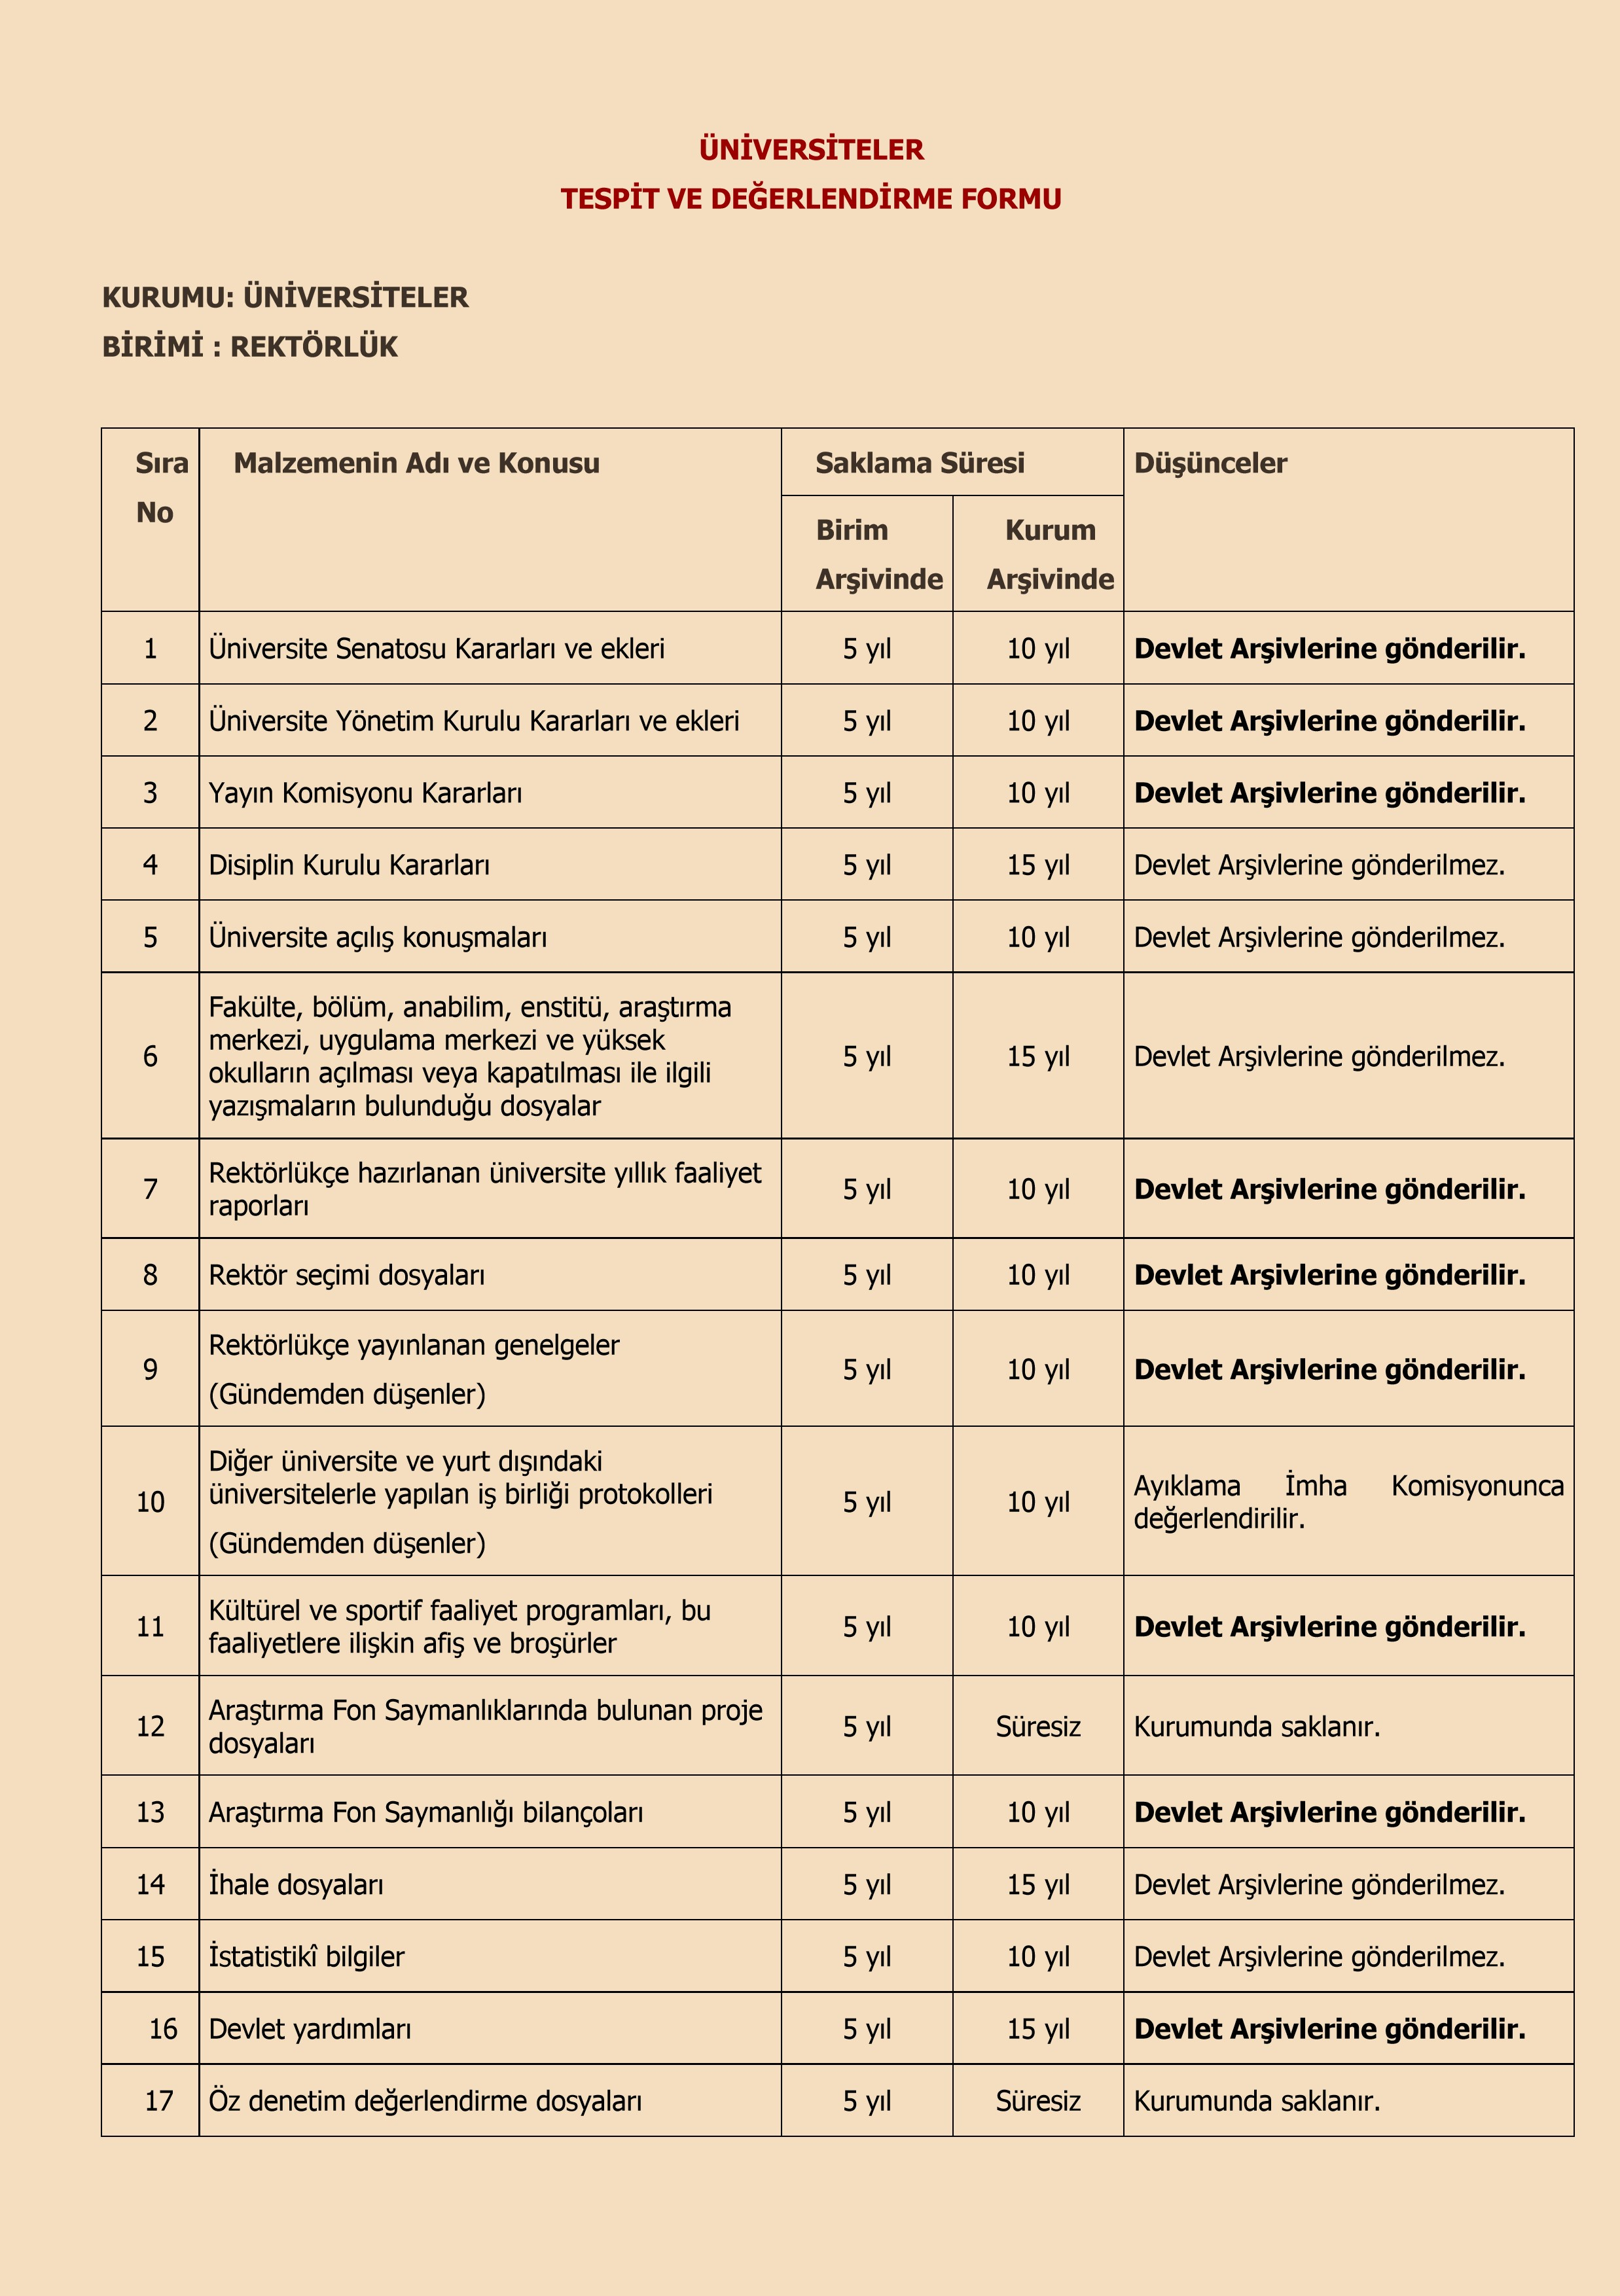 ÜNİVERSİTELER
TESPİT VE DEĞERLENDİRME FORMU
KURUMU: ÜNİVERSİTELER
BİRİMİ : REKTÖRLÜK
Sıra No
Malzemenin Adı ve Konusu
Saklama Süresi
Düşünceler
Birim Arşivinde
Kurum Arşivinde
1 Üniversite Senatosu Kararları ve ekleri 5 yıl 10 yıl Devlet Arşivlerine gönderilir.
2 Üniversite Yönetim Kurulu Kararları ve ekleri 5 yıl 10 yıl Devlet Arşivlerine gönderilir.
3 Yayın Komisyonu Kararları 5 yıl 10 yıl Devlet Arşivlerine gönderilir.
4 Disiplin Kurulu Kararları 5 yıl 15 yıl Devlet Arşivlerine gönderilmez.
5 Üniversite açılış konuşmaları 5 yıl 10 yıl Devlet Arşivlerine gönderilmez.
6
Fakülte, bölüm, anabilim, enstitü, araştırma
merkezi, uygulama merkezi ve yüksek
okulların açılması veya kapatılması ile ilgili
yazışmaların bulunduğu dosyalar
5 yıl 15 yıl Devlet Arşivlerine gönderilmez.
7
Rektörlükçe hazırlanan üniversite yıllık faaliyet
raporları
5 yıl 10 yıl Devlet Arşivlerine gönderilir.
8 Rektör seçimi dosyaları 5 yıl 10 yıl Devlet Arşivlerine gönderilir.
9
Rektörlükçe yayınlanan genelgeler
(Gündemden düşenler)
5 yıl 10 yıl Devlet Arşivlerine gönderilir.
10
Diğer üniversite ve yurt dışındaki
üniversitelerle yapılan iş birliği protokolleri
(Gündemden düşenler)
5 yıl 10 yıl
Ayıklama İmha Komisyonunca
değerlendirilir.
11
Kültürel ve sportif faaliyet programları, bu
faaliyetlere ilişkin afiş ve broşürler
5 yıl 10 yıl Devlet Arşivlerine gönderilir.
12
Araştırma Fon Saymanlıklarında bulunan proje
dosyaları
5 yıl Süresiz Kurumunda saklanır.
13 Araştırma Fon Saymanlığı bilançoları 5 yıl 10 yıl Devlet Arşivlerine gönderilir.
14 İhale dosyaları 5 yıl 15 yıl Devlet Arşivlerine gönderilmez.
15 İstatistikî bilgiler 5 yıl 10 yıl Devlet Arşivlerine gönderilmez.
16 Devlet yardımları 5 yıl 15 yıl Devlet Arşivlerine gönderilir.
17 Öz denetim değerlendirme dosyaları 5 yıl Süresiz Kurumunda saklanır.